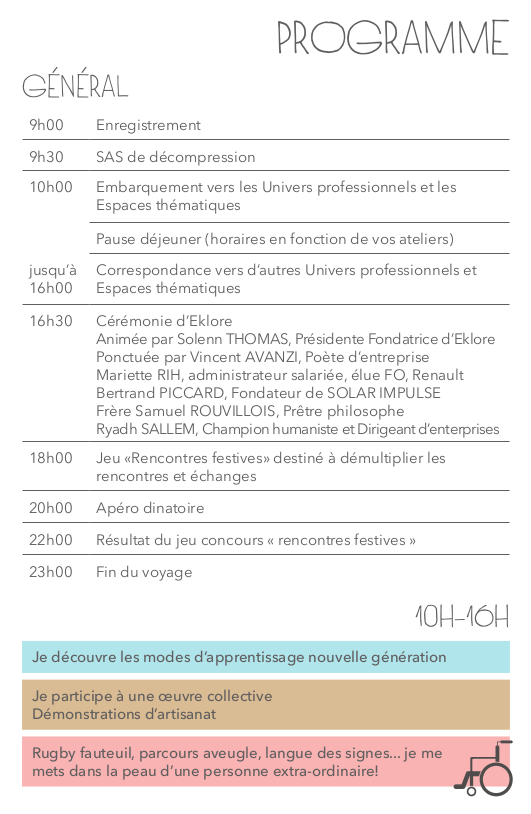 PROGRAMME
GÉNÉRAL
9h00 Enregistrement
9h30 SAS de décompression
10h00 Embarquement vers les Univers professionnels et les
Espaces thématiques
Pause déjeuner (horaires en fonction de vos ateliers)
jusqu’à Correspondance vers d’autres Univers professionnels et
16h00 Espaces thématiques
16h30 Cérémonie d’Eklore
Animée par Solenn THOMAS, Présidente Fondatrice d’Eklore
Ponctuée par Vincent AVANZI, Poète d’entreprise
Mariette RIH, administrateur salariée, élue FO, Renault
Bertrand PICCARD, Fondateur de SOLAR IMPULSE
Frère Samuel ROUVILLOIS, Prêtre philosophe
Ryadh SALLEM, Champion humaniste et Dirigeant d’enterprises
18h00 Jeu «Rencontres festives» destiné à démultiplier les
rencontres et échanges
20h00 Apéro dinatoire
22h00 Résultat du jeu concours « rencontres festives »
23h00 Fin du voyage
10H-16H
Je découvre les modes d’apprentissage nouvelle génération
Je participe à une œuvre collective
Démonstrations d’artisanat
Rugby fauteuil, parcours aveugle, langue des signes... je me
mets dans la peau d’une personne extra-ordinaire!